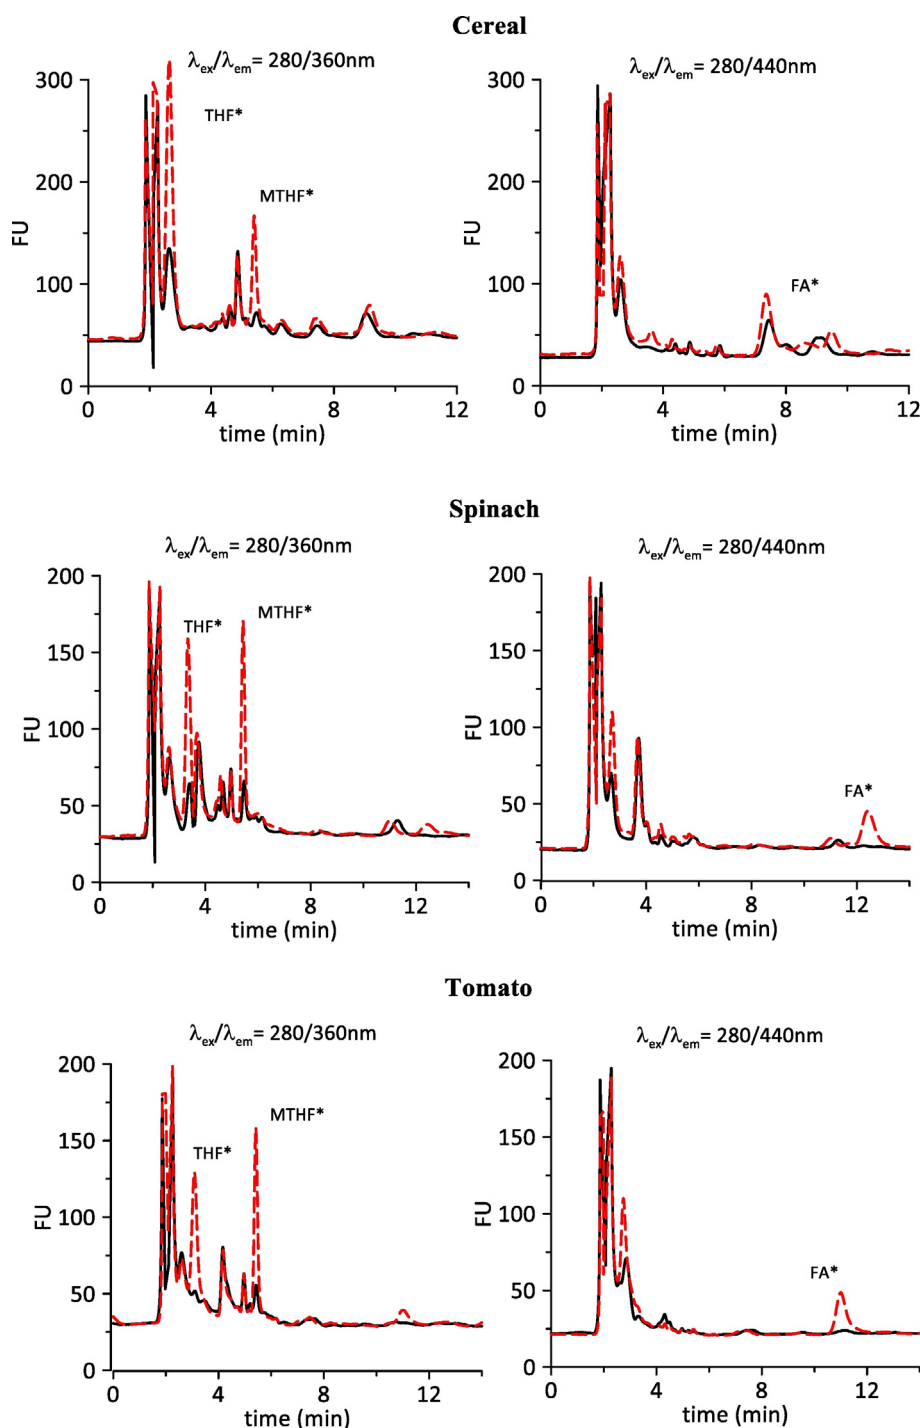 Cereal
λex/λem= 280/360nm
300
200
100
0
FU
THF*
MTHF*
0 4 8 12
time (min)
λex/λem= 280/440nm
300
200
100
0
FU
FA*
0 4 8 12
time (min)
Spinach
λex/λem= 280/360nm
200
150
100
50
0
FU
THF*
MTHF*
0 4 8 12
time (min)
λex/λem= 280/440nm
200
150
100
50
0
FU
FA*
0 4 8 12
time (min)
Tomato
λex/λem= 280/360nm
200
150
100
50
0
FU
THF*
MTHF*
0 4 8 12
time (min)
λex/λem= 280/440nm
200
150
100
50
0
FU
FA*
0 4 8 12
time (min)